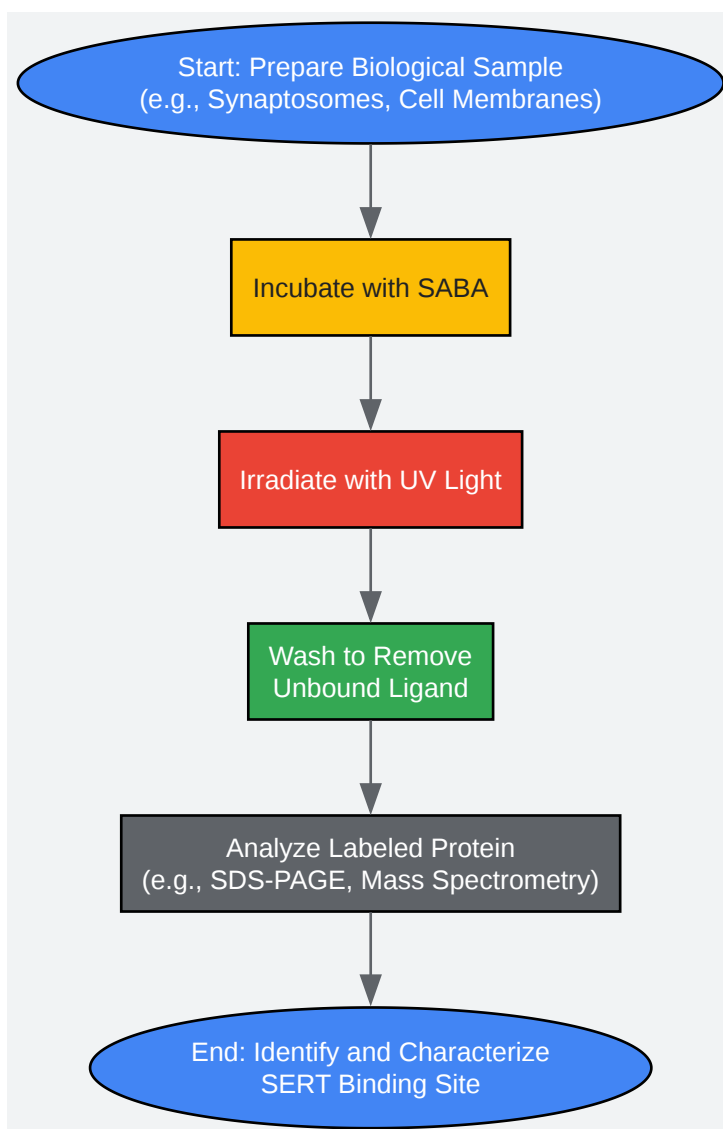 Start: Prepare Biological Sample
(e.g., Synaptosomes, Cell Membranes)
Incubate with SABA
Irradiate with UV Light
Wash to Remove
Unbound Ligand
Analyze Labeled Protein
(e.g., SDS-PAGE, Mass Spectrometry)
End: Identify and Characterize
SERT Binding Site